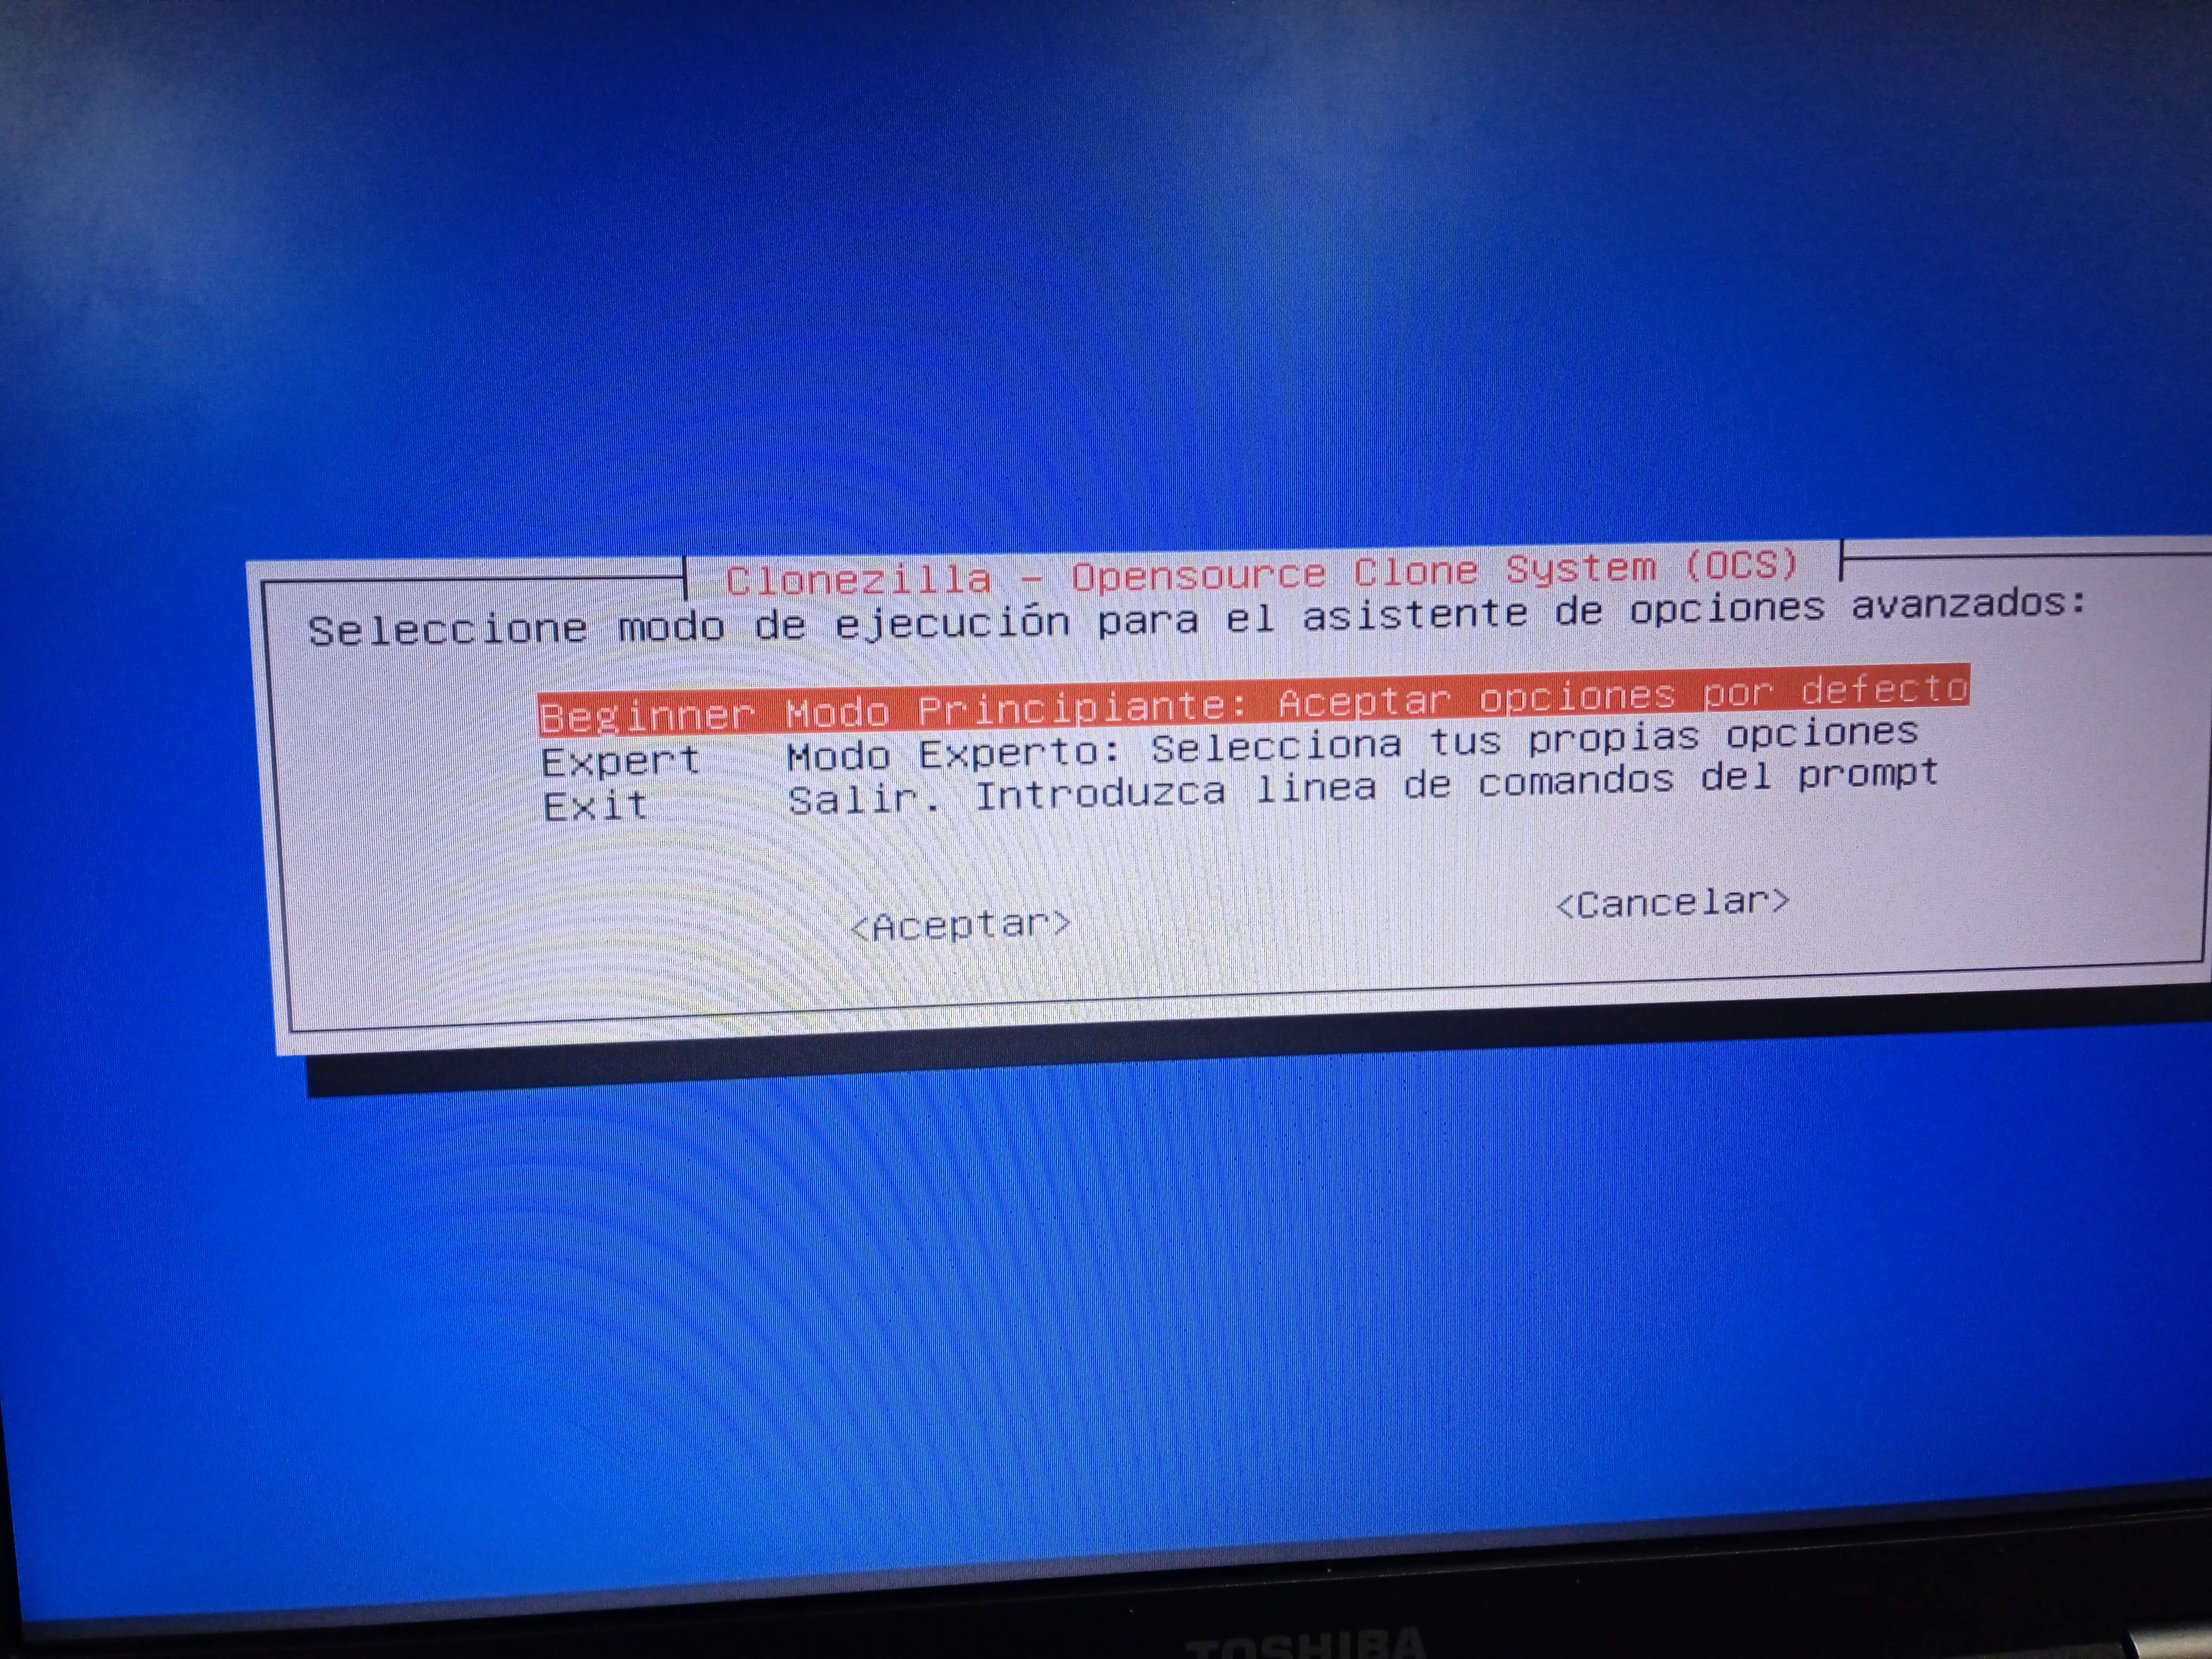 Clonezilla - Opensource Clone System (OCS)
Seleccione modo de ejecución para el asistente de opciones avanzados:
Beginner Modo Principiante: Aceptar opciones por defecto
Expert Modo Experto: Selecciona tus propias opciones
Exit Salir. Introduzca linea de comandos del prompt
<Aceptar> <Cancelar>
TOSHIBA